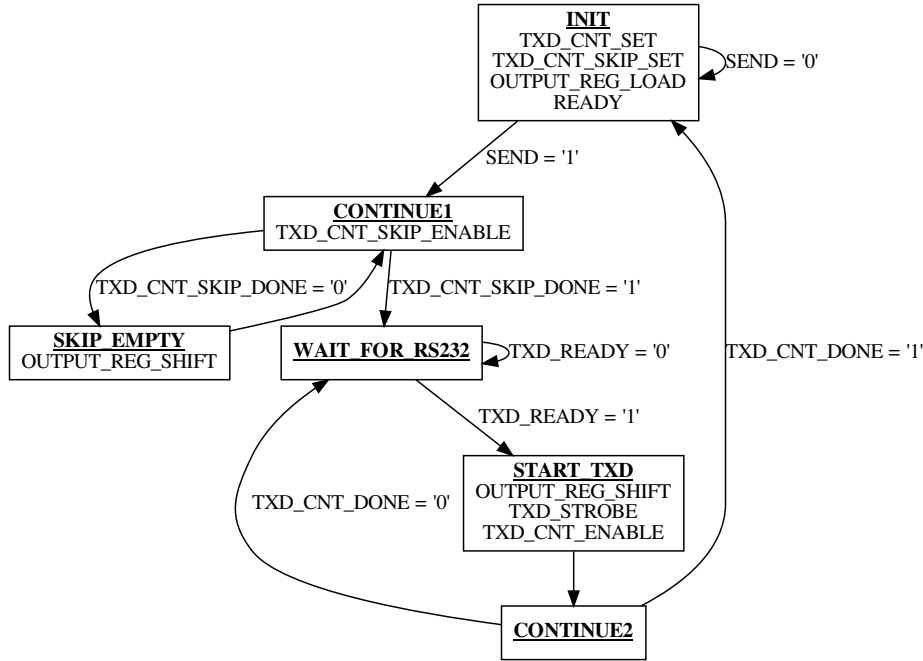 INIT
TXD_CNT_SET
TXD_CNT_SKIP_SET
OUTPUT_REG_LOAD
READY
SEND = '0'
SEND = '1'
CONTINUE1
TXD_CNT_SKIP_ENABLE
TXD_CNT_SKIP_DONE = '0'
TXD_CNT_SKIP_DONE = '1'
SKIP_EMPTY
OUTPUT_REG_SHIFT
WAIT_FOR_RS232
TXD_READY = '0'
TXD_CNT_DONE = '1'
TXD_READY = '1'
START_TXD
OUTPUT_REG_SHIFT
TXD_STROBE
TXD_CNT_ENABLE
TXD_CNT_DONE = '0'
CONTINUE2